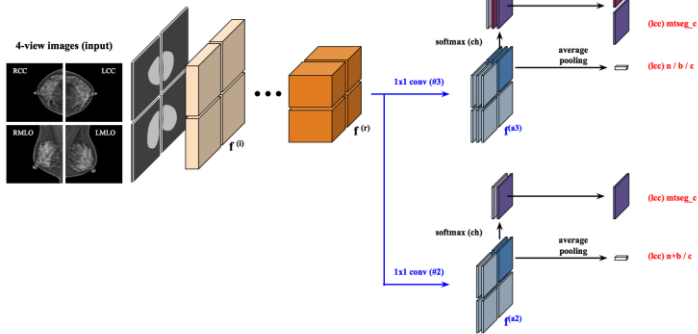 4-view images (input)
RCC
LCC
RMLO
LMLO
f(i)
f(r)
1x1 conv (#3)
softmax (ch)
average
pooling
f(a3)
(lcc) mtseg_c
(lcc) n / b / c
1x1 conv (#2)
softmax (ch)
average
pooling
f(a2)
(lcc) mtseg_c
(lcc) n+b / c